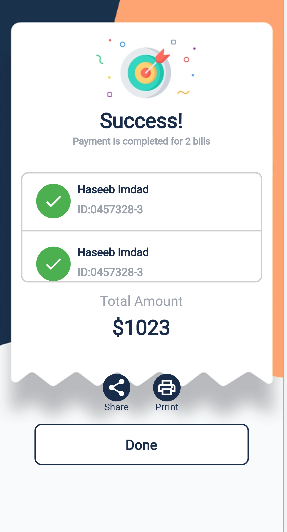 Success!
Payment is completed for 2 bills
Haseeb Imdad
ID:0457328-3
Haseeb Imdad
ID:0457328-3
Total Amount
$1023
Share
Prrint
Done